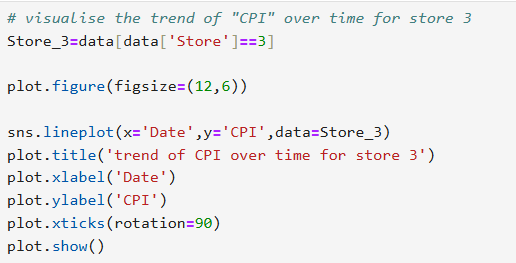 # visualise the trend of "CPI" over time for store 3
Store_3=data[data['Store']==3]
plot.figure(figsize=(12,6))
sns.lineplot(x='Date',y='CPI',data=Store_3)
plot.title('trend of CPI over time for store 3')
plot.xlabel('Date')
plot.ylabel('CPI')
plot.xticks(rotation=90)
plot.show()